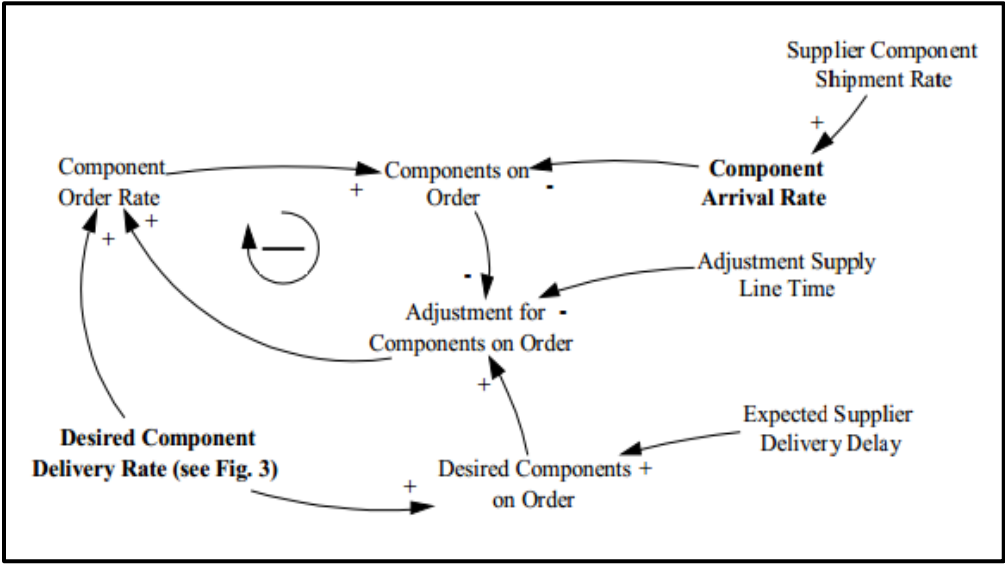 Supplier Component
Shipment Rate
+
Component
Order Rate
+
Components on
Order
-
Component
Arrival Rate
+
+
-
Adjustment Supply
Line Time
Adjustment for -
Components on Order
+
Expected Supplier
Delivery Delay
Desired Component
Delivery Rate (see Fig. 3)
+
Desired Components +
on Order